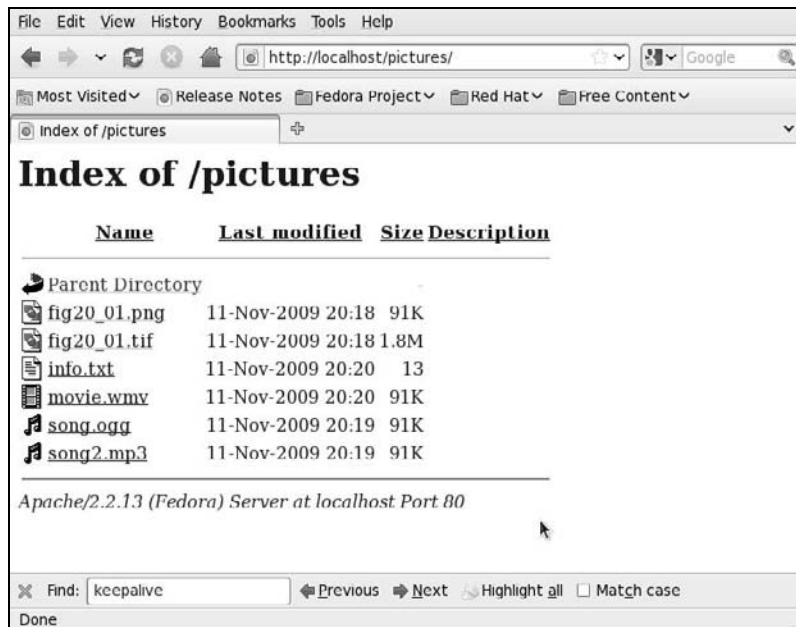 File Edit View History Bookmarks Tools Help
http://localhost/pictures/ Google
Most Visited Release Notes Fedora Project Red Hat Free Content
Index of /pictures
Index of /pictures
Name Last modified Size Description
Parent Directory -
fig20_01.png 11-Nov-2009 20:18 91K
fig20_01.tif 11-Nov-2009 20:18 1.8M
info.txt 11-Nov-2009 20:20 13
movie.wmv 11-Nov-2009 20:20 91K
song.ogg 11-Nov-2009 20:19 91K
song2.mp3 11-Nov-2009 20:19 91K
Apache/2.2.13 (Fedora) Server at localhost Port 80
Find: keepalive Previous Next Highlight all Match case
Done